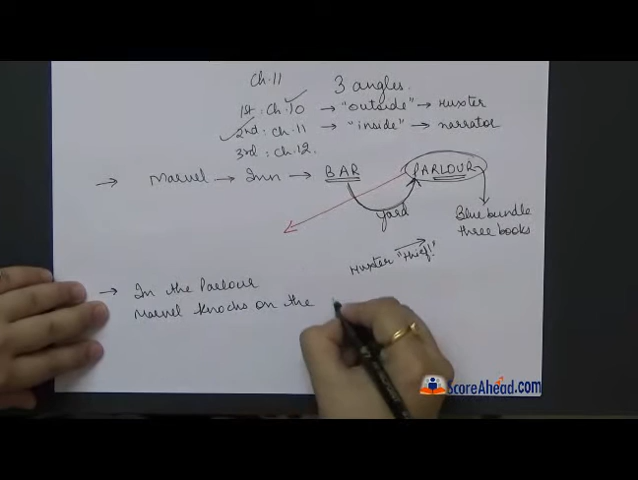 Ch.11
3 angles.
1st : Ch.10 → "outside" → Huxter
2nd : Ch.11 → "inside" → narrator
3rd : Ch.12.
→ Marvel → Inn → BAR PARLOUR
Yard
Blue bundle
three books
Huxter "Thief!"
→ In the Parlour
Marvel knocks on the
ScoreAhead.com